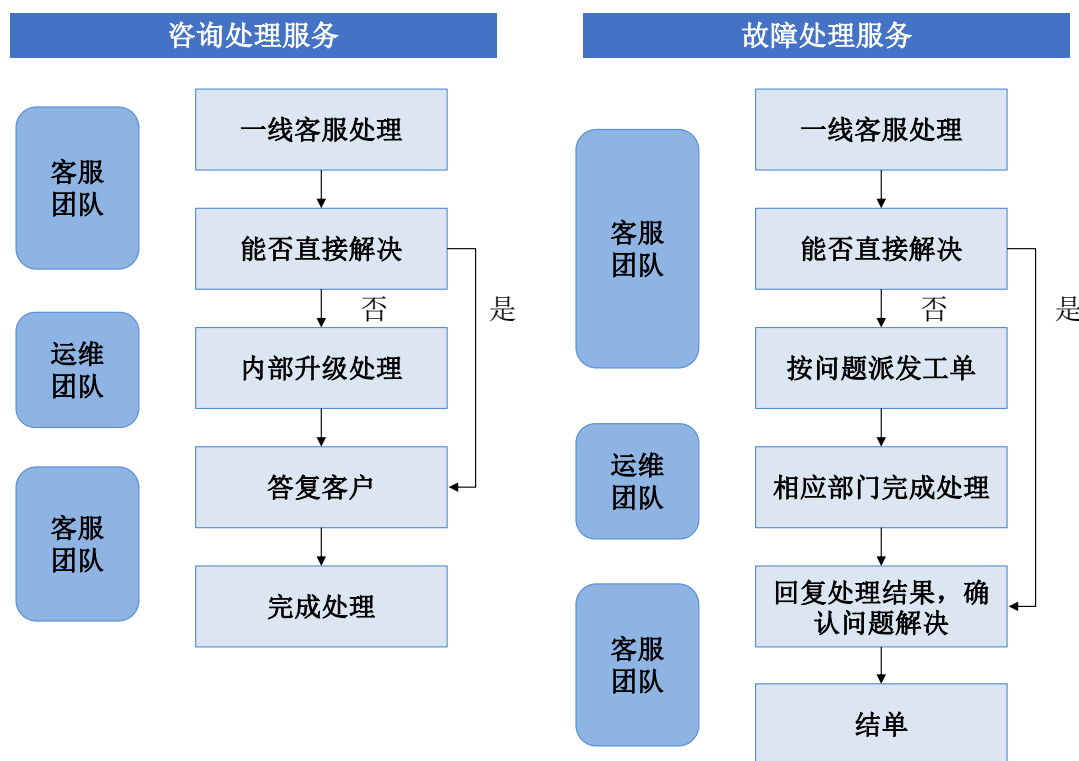 咨询处理服务
客服
团队
运维
团队
客服
团队
一线客服处理
能否直接解决
否
是
内部升级处理
答复客户
完成处理
故障处理服务
客服
团队
运维
团队
客服
团队
一线客服处理
能否直接解决
否
是
按问题派发工单
相应部门完成处理
回复处理结果，确
认问题解决
结单